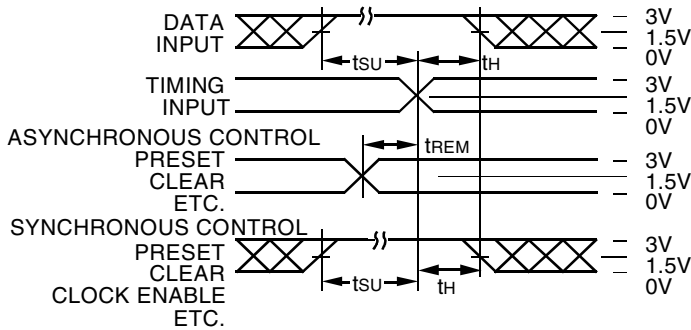 DATA
INPUT
tSU
tH
3V
1.5V
0V
TIMING
INPUT
3V
1.5V
0V
ASYNCHRONOUS CONTROL
PRESET
CLEAR
ETC.
tREM
3V
1.5V
0V
SYNCHRONOUS CONTROL
PRESET
CLEAR
CLOCK ENABLE
ETC.
tSU
tH
3V
1.5V
0V